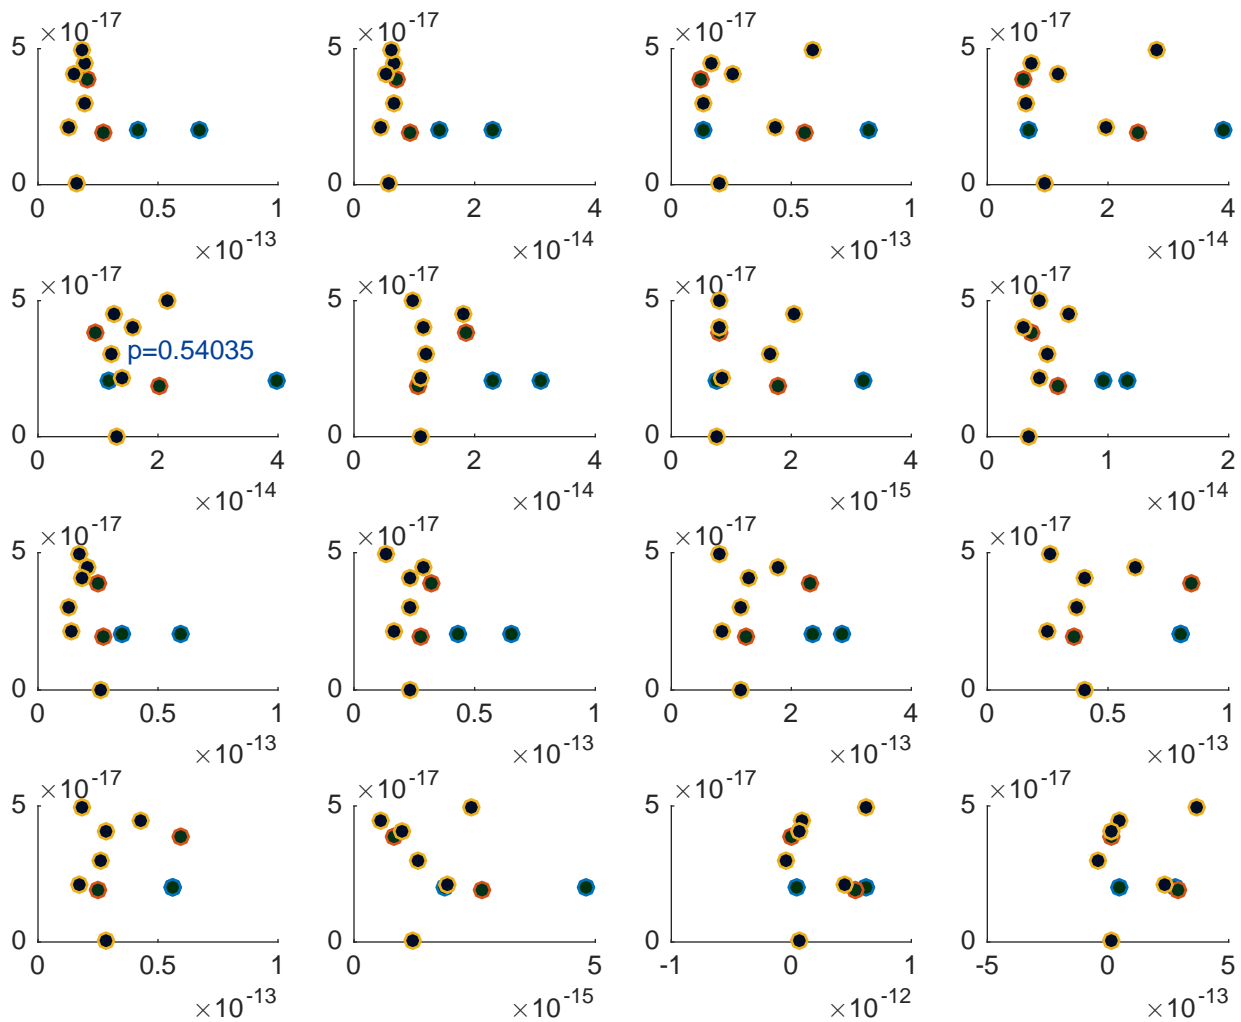 ×10-17 ×10-17 ×10-17 ×10-17
5 5 5 5
0 0 0 0
0 0.5 1 0 2 4 0 0.5 1 0 2 4
×10-13 ×10-14 ×10-13 ×10-14
×10-17 ×10-17 ×10-17 ×10-17
5 5 5 5
p=0.54035
0 0 0 0
0 2 4 0 2 4 0 2 4 0 1 2
×10-14 ×10-14 ×10-15 ×10-14
×10-17 ×10-17 ×10-17 ×10-17
5 5 5 5
0 0 0 0
0 0.5 1 0 0.5 1 0 2 4 0 0.5 1
×10-13 ×10-13 ×10-13 ×10-13
×10-17 ×10-17 ×10-17 ×10-17
5 5 5 5
0 0 0 0
0 0.5 1 0 5 -1 0 1 -5 0 5
×10-13 ×10-15 ×10-12 ×10-13